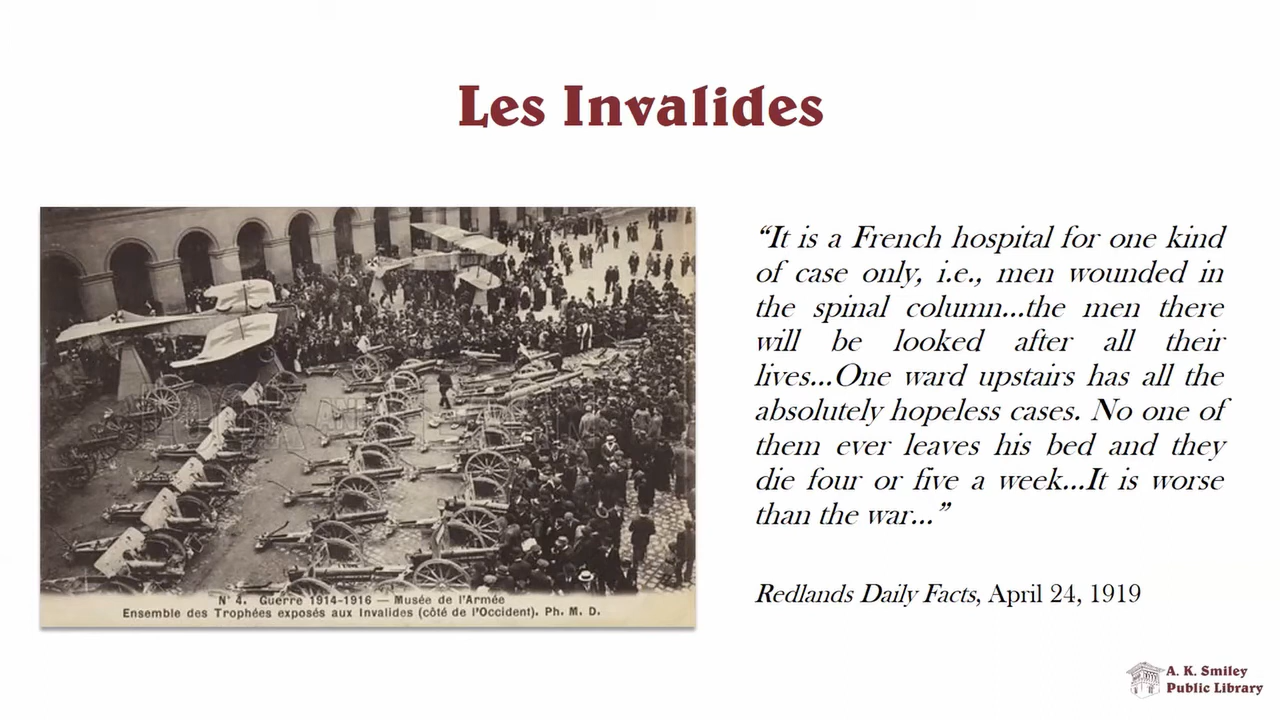 Les Invalides
“It is a French hospital for one kind
of case only, i.e., men wounded in
the spinal column...the men there
will be looked after all their
lives...One ward upstairs has all the
absolutely hopeless cases. No one of
them ever leaves his bed and they
die four or five a week...It is worse
than the war...”
Redlands Daily Facts, April 24, 1919
N° 4. Guerre 1914-1916 — Musée de l'Armée
Ensemble des Trophées exposés aux Invalides (côté de l'Occident). Ph. M. D.
A. K. Smiley
Public Library